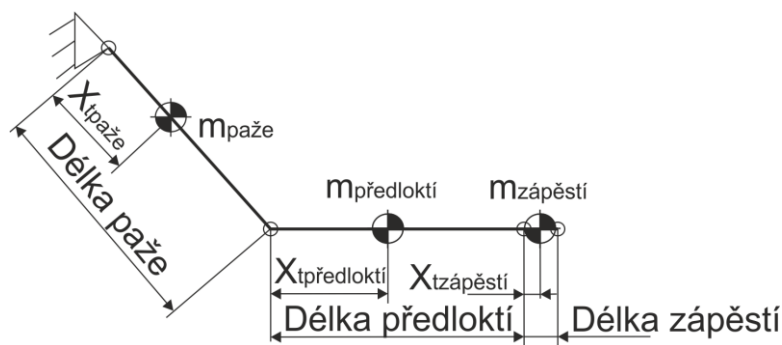 Xtpaže
mpaže
Délka paže
mpředloktí
mzápěstí
Xtpředloktí
Xtzápěstí
Délka předloktí
Délka zápěstí